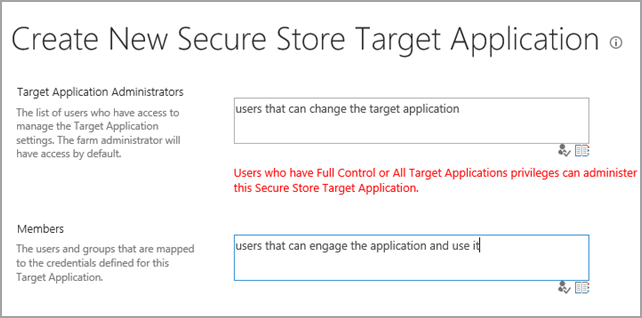 Create New Secure Store Target Application
Target Application Administrators
The list of users who have access to
manage the Target Application
settings. The farm administrator will
have access by default.
users that can change the target application
Users who have Full Control or All Target Applications privileges can administer
this Secure Store Target Application.
Members
The users and groups that are mapped
to the credentials defined for this
Target Application.
users that can engage the application and use it